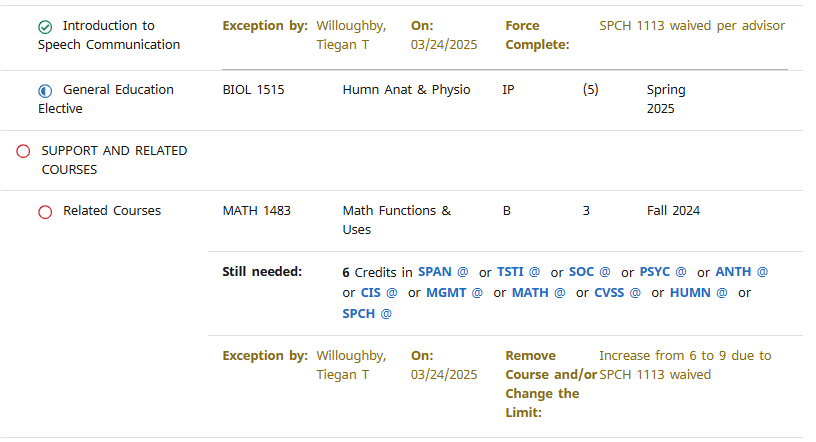 Introduction to Speech Communication
Exception by: Willoughby, Tiegan T On: 03/24/2025 Force Complete: SPCH 1113 waived per advisor
General Education Elective
BIOL 1515 Humn Anat & Physio IP (5) Spring 2025
SUPPORT AND RELATED COURSES
Related Courses
MATH 1483 Math Functions & Uses B 3 Fall 2024
Still needed: 6 Credits in SPAN @ or TSTI @ or SOC @ or PSYC @ or ANTH @
or CIS @ or MGMT @ or MATH @ or CVSS @ or HUMN @ or
SPCH @
Exception by: Willoughby, Tiegan T On: 03/24/2025 Remove Course and/or Change the Limit: Increase from 6 to 9 due to SPCH 1113 waived